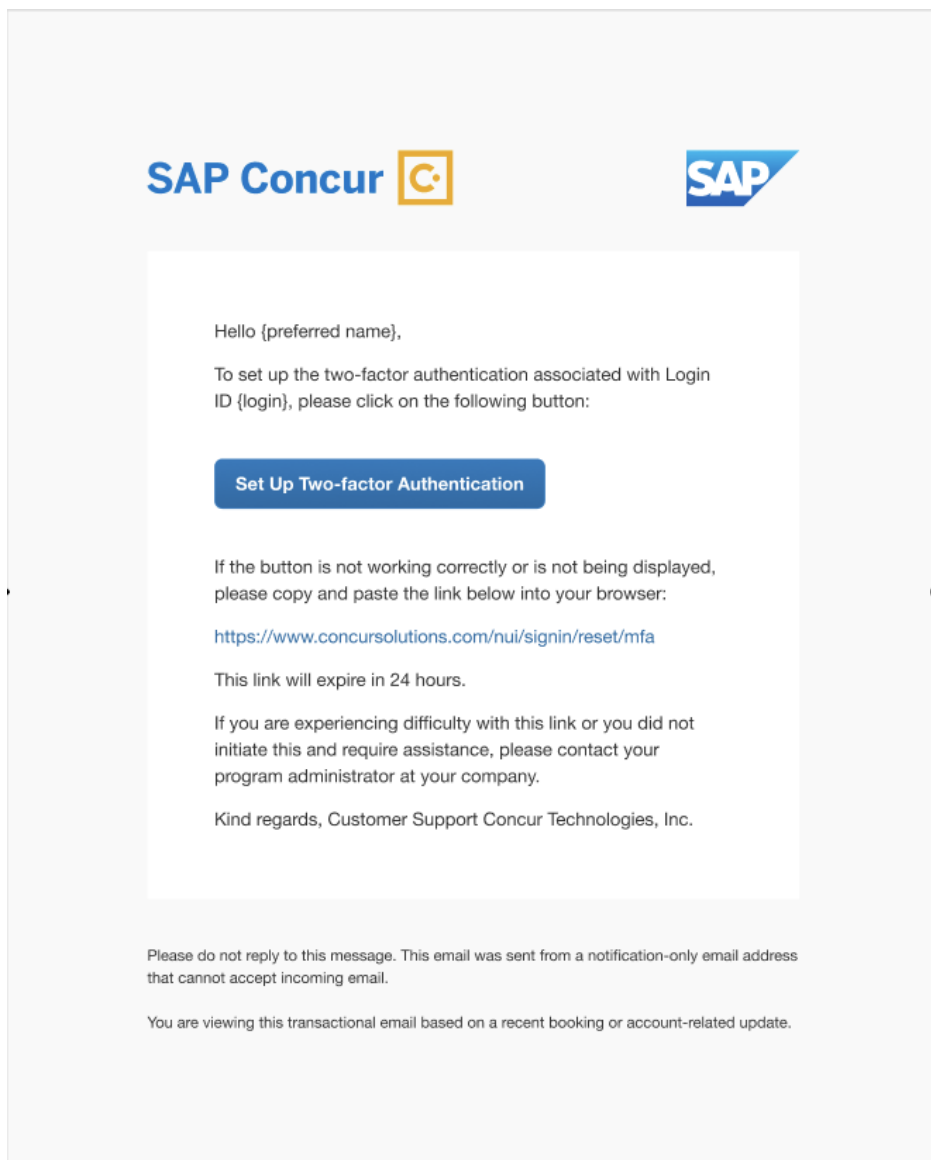 SAP Concur C
SAP
Hello {preferred name},
To set up the two-factor authentication associated with Login
ID {login}, please click on the following button:
Set Up Two-factor Authentication
If the button is not working correctly or is not being displayed,
please copy and paste the link below into your browser:
https://www.concursolutions.com/nui/signin/reset/mfa
This link will expire in 24 hours.
If you are experiencing difficulty with this link or you did not
initiate this and require assistance, please contact your
program administrator at your company.
Kind regards, Customer Support Concur Technologies, Inc.
Please do not reply to this message. This email was sent from a notification-only email address
that cannot accept incoming email.
You are viewing this transactional email based on a recent booking or account-related update.